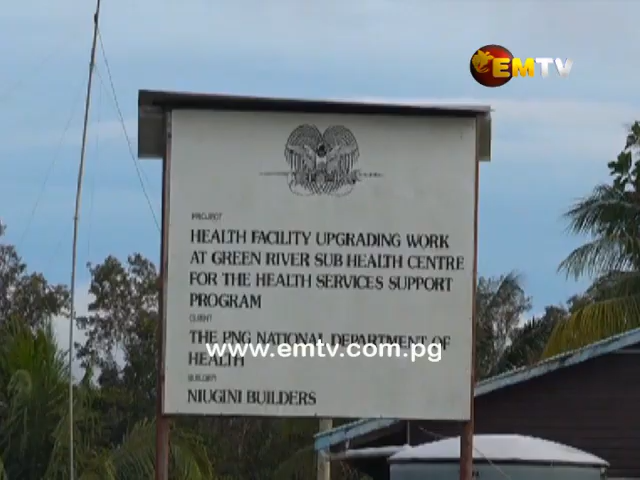 EMTV
PROJECT
HEALTH FACILITY UPGRADING WORK
AT GREEN RIVER SUB HEALTH CENTRE
FOR THE HEALTH SERVICES SUPPORT
PROGRAM
CLIENT
THE PNG NATIONAL DEPARTMENT OF
www.emtv.com.pg
HEALTH
BUILDER
NIUGINI BUILDERS